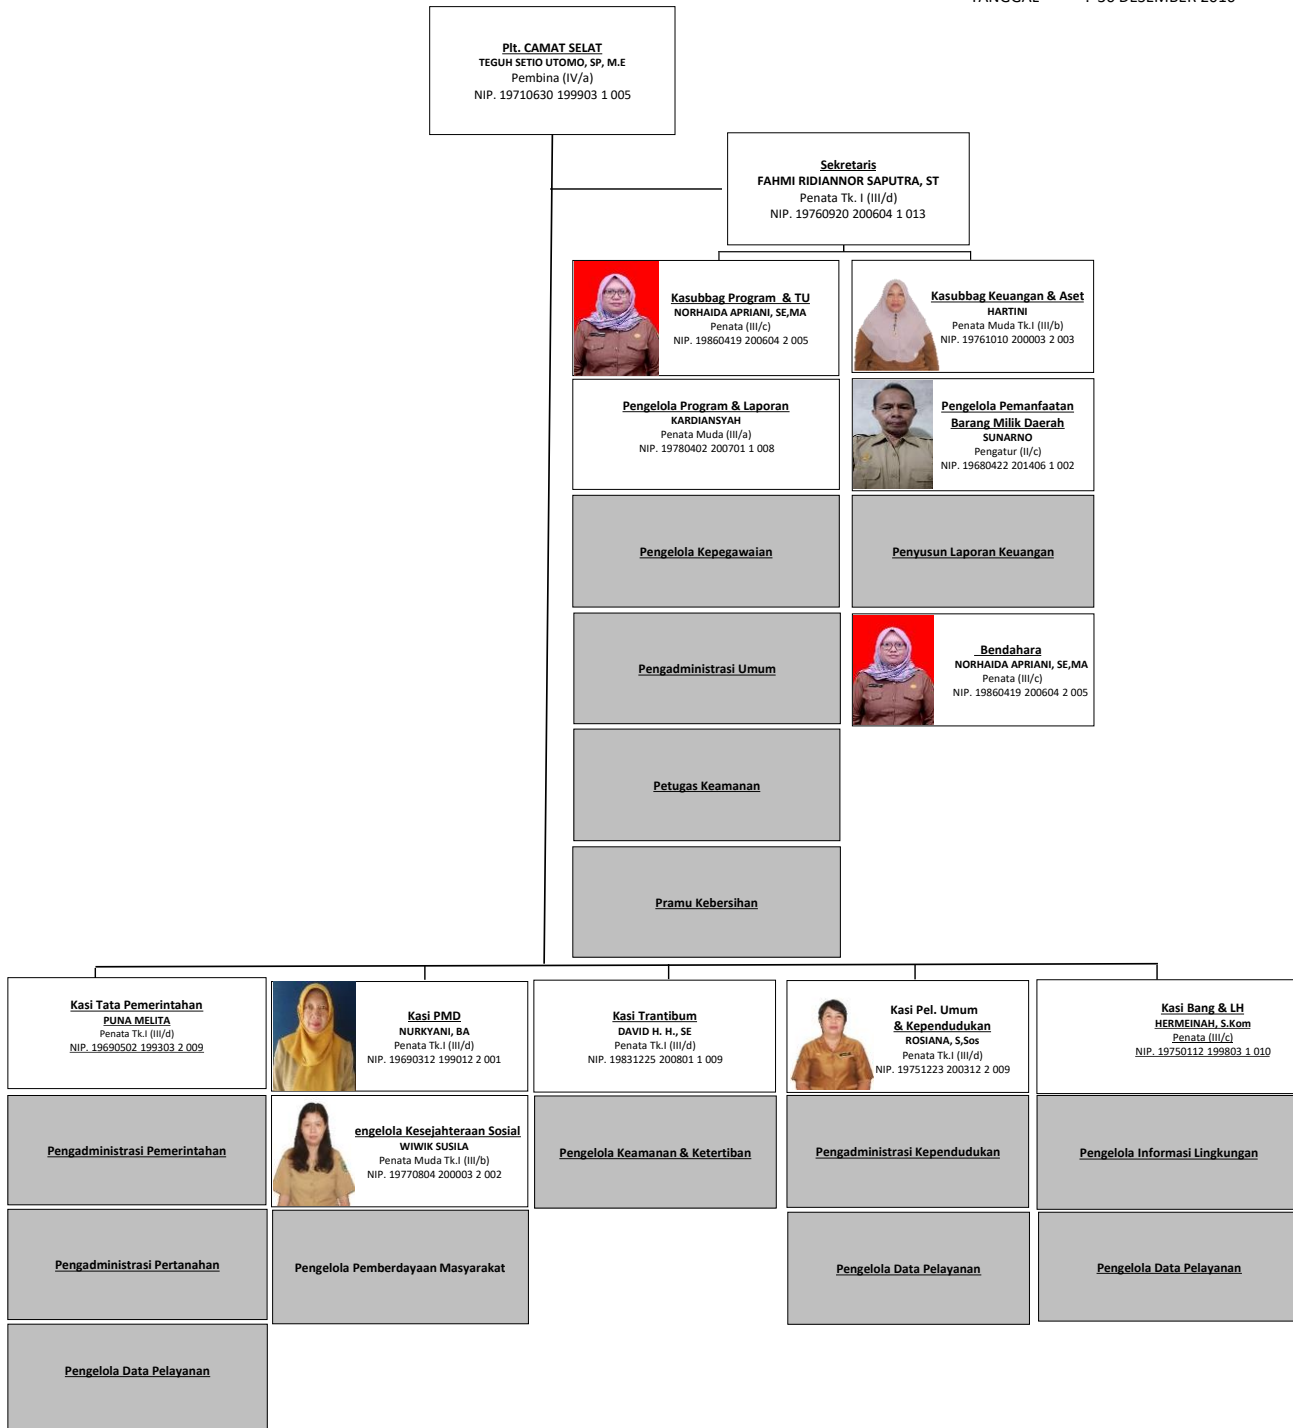 Plt. CAMAT SELAT
TEGUH SETIO UTOMO, SP, M.E
Pembina (IV/a)
NIP. 19710630 199903 1 005
Sekretaris
FAHMI RIDIANNOR SAPUTRA, ST
Penata Tk. I (III/d)
NIP. 19760920 200604 1 013
Kasubbag Program & TU
NORHAIDA APRIANI, SE,MA
Penata (III/c)
NIP. 19860419 200604 2 005
Kasubbag Keuangan & Aset
HARTINI
Penata Muda Tk.I (III/b)
NIP. 19761010 200003 2 003
Pengelola Program & Laporan
KARDIANSYAH
Penata Muda (III/a)
NIP. 19780402 200701 1 008
Pengelola Pemanfaatan
Barang Milik Daerah
SUNARNO
Pengatur (II/c)
NIP. 19680422 201406 1 002
Pengelola Kepegawaian
Penyusun Laporan Keuangan
Pengadministrasi Umum
Bendahara
NORHAIDA APRIANI, SE,MA
Penata (III/c)
NIP. 19860419 200604 2 005
Petugas Keamanan
Pramu Kebersihan
Kasi Tata Pemerintahan
PUNA MELITA
Penata Tk.I (III/d)
NIP. 19690502 199303 2 009
Kasi PMD
NURKYANI, BA
Penata Tk.I (III/d)
NIP. 19690312 199012 2 001
Kasi Trantibum
DAVID H. H., SE
Penata Tk.I (III/d)
NIP. 19831225 200801 1 009
Kasi Pel. Umum
& Kependudukan
ROSIANA, S,Sos
Penata Tk.I (III/d)
NIP. 19751223 200312 2 009
Kasi Bang & LH
HERMEINAH, S.Kom
Penata (III/c)
NIP. 19750112 199803 1 010
Pengadministrasi Pemerintahan
engelola Kesejahteraan Sosial
WIWIK SUSILA
Penata Muda Tk.I (III/b)
NIP. 19770804 200003 2 002
Pengelola Keamanan & Ketertiban
Pengadministrasi Kependudukan
Pengelola Informasi Lingkungan
Pengadministrasi Pertanahan
Pengelola Pemberdayaan Masyarakat
Pengelola Data Pelayanan
Pengelola Data Pelayanan
Pengelola Data Pelayanan